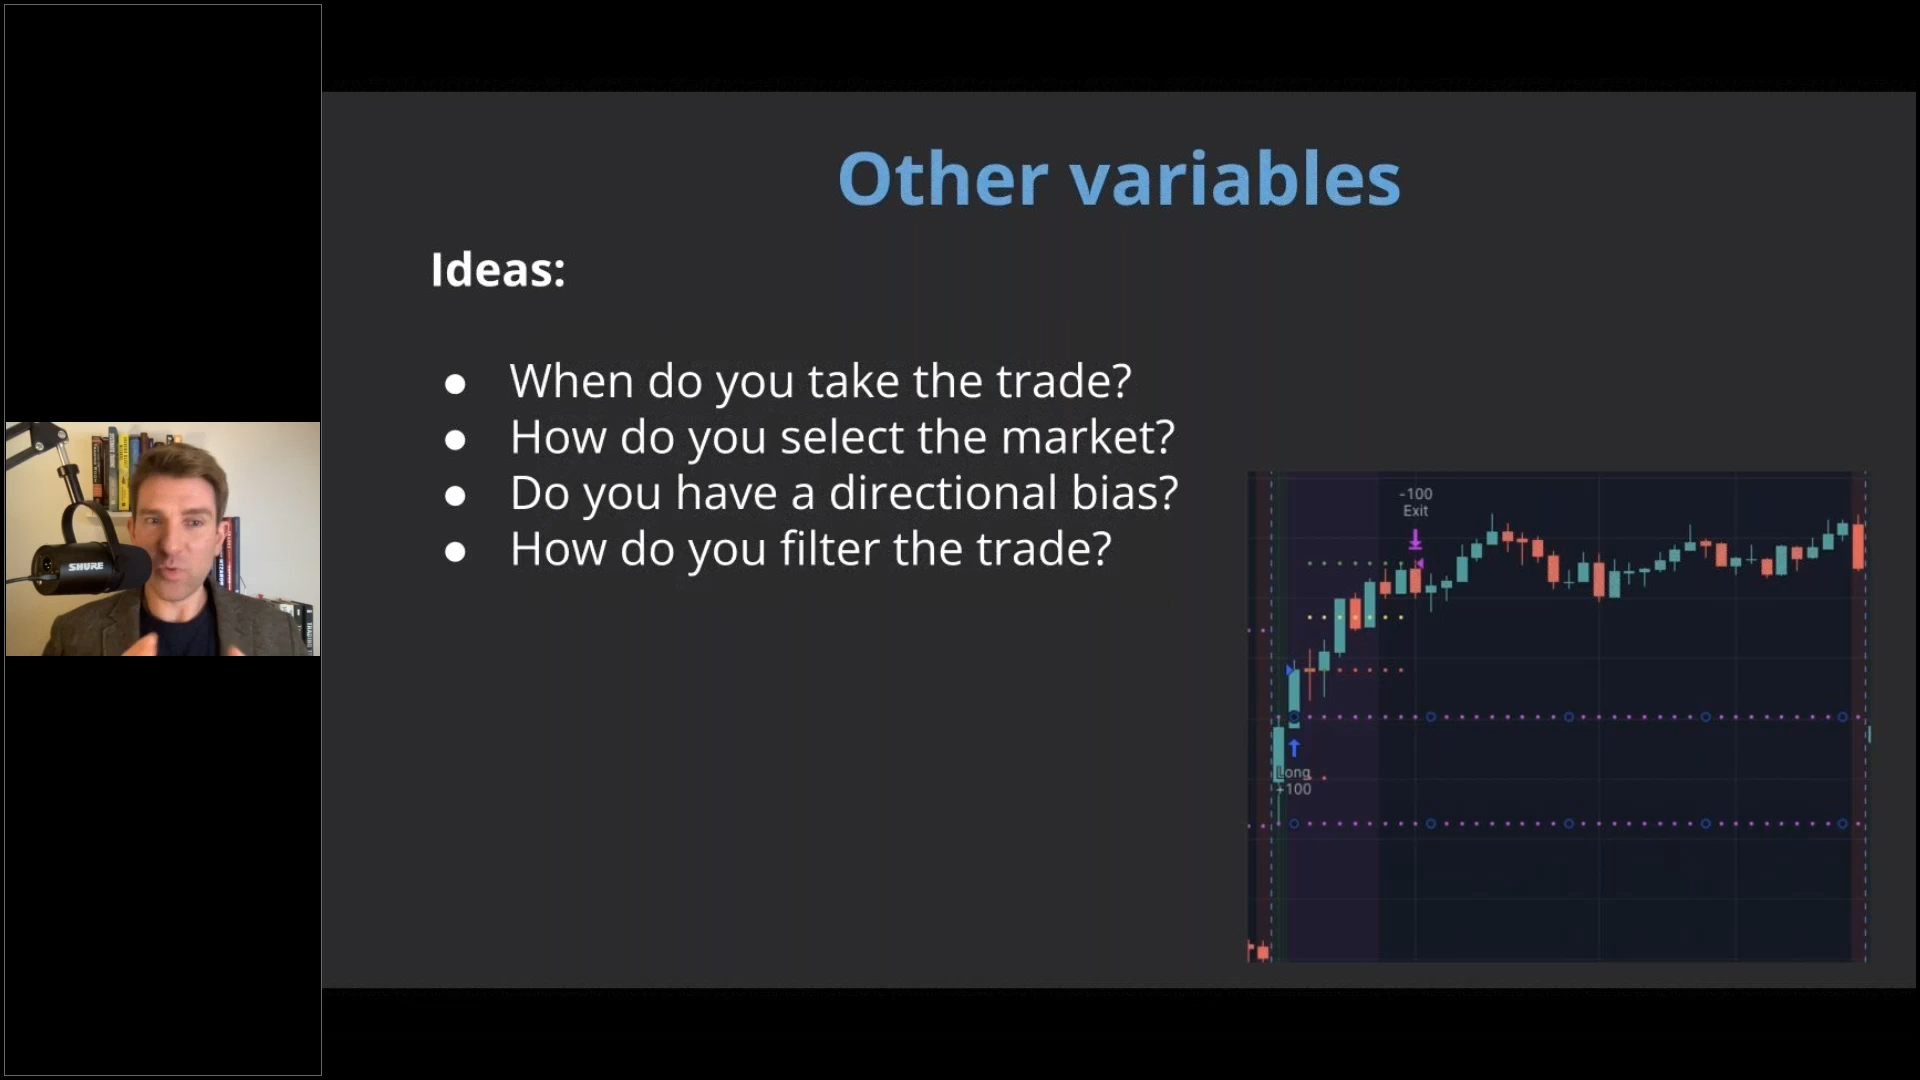 Other variables
Ideas:
● When do you take the trade?
● How do you select the market?
● Do you have a directional bias?
● How do you filter the trade?
-100
Exit
Long
+100
SHURE